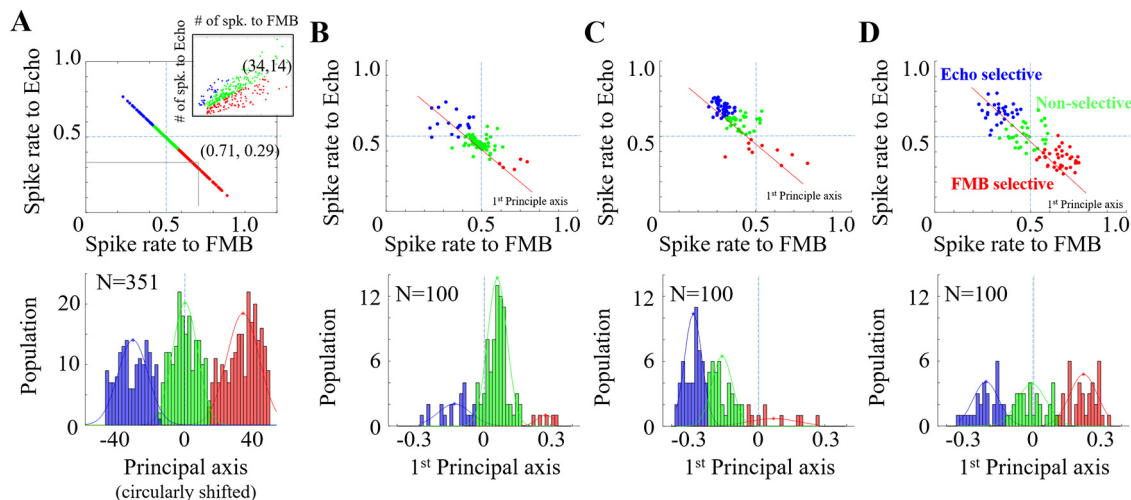 A
# of spk. to FMB
# of spk. to Echo
(34,14)
Spike rate to Echo
1.0
0.5
0
(0.71, 0.29)
0.5
1.0
Spike rate to FMB
B
Spike rate to Echo
1.0
0.5
0
1st Principle axis
0.5
1.0
Spike rate to FMB
C
Spike rate to Echo
1.0
0.5
0
1st Principle axis
0.5
1.0
Spike rate to FMB
D
Spike rate to Echo
1.0
0.5
0
Echo selective
Non-selective
FMB selective
1st Principle axis
0.5
1.0
Spike rate to FMB
N=351
Population
20
10
0
-40
0
40
Principal axis
(circularly shifted)
N=100
Population
12
6
0
-0.3
0
0.3
1st Principal axis
N=100
Population
12
6
0
-0.3
0
0.3
1st Principal axis
N=100
Population
12
6
0
-0.3
0
0.3
1st Principal axis